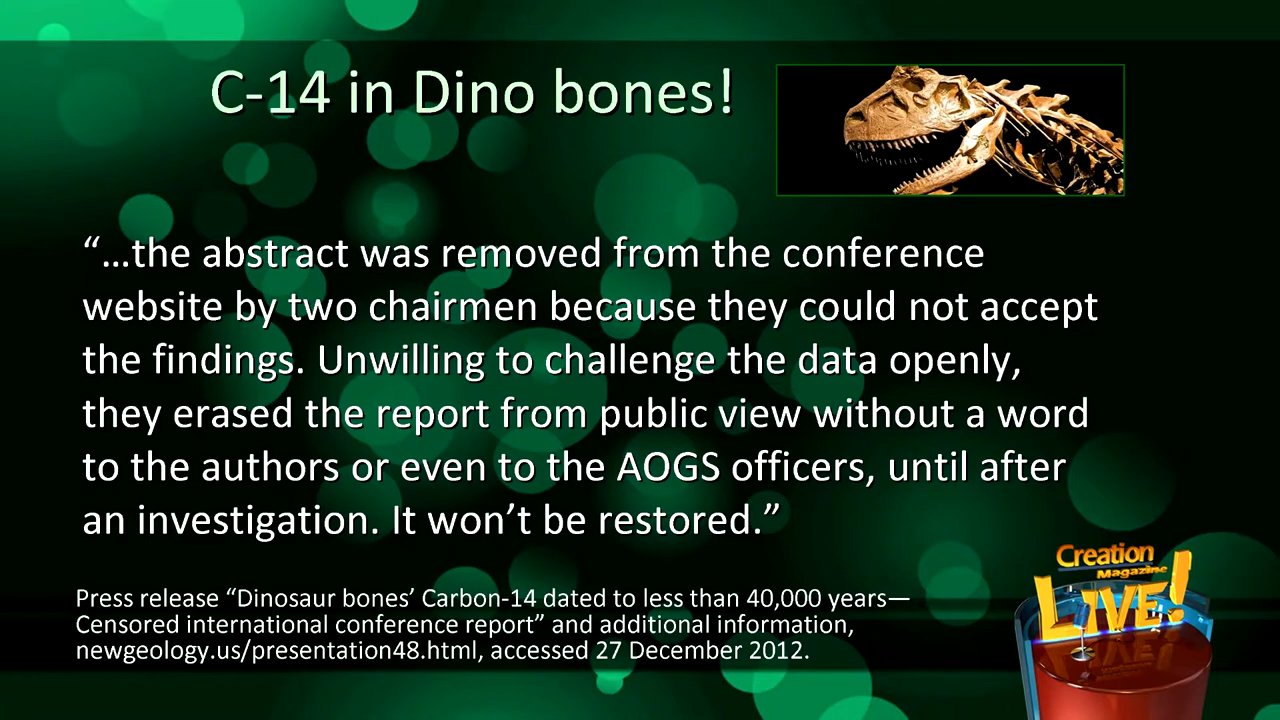 C-14 in Dino bones!
“…the abstract was removed from the conference
website by two chairmen because they could not accept
the findings. Unwilling to challenge the data openly,
they erased the report from public view without a word
to the authors or even to the AOGS officers, until after
an investigation. It won’t be restored.”
Press release “Dinosaur bones’ Carbon-14 dated to less than 40,000 years—
Censored international conference report” and additional information,
newgeology.us/presentation48.html, accessed 27 December 2012.
Creation
Magazine
LIVE!